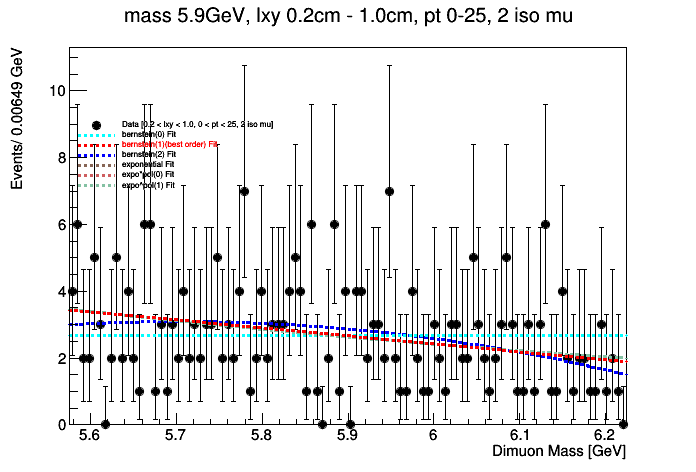 mass 5.9GeV, lxy 0.2cm - 1.0cm, pt 0-25, 2 iso mu
Events/ 0.00649 GeV
10
8
6
4
2
0
Data [0.2 < lxy < 1.0, 0 < pt < 25, 2 iso mu]
bernstein(0) Fit
bernstein(1)(best order) Fit
bernstein(2) Fit
exponential Fit
expo*pol(0) Fit
expo*pol(1) Fit
5.6 5.7 5.8 5.9 6 6.1 6.2
Dimuon Mass [GeV]